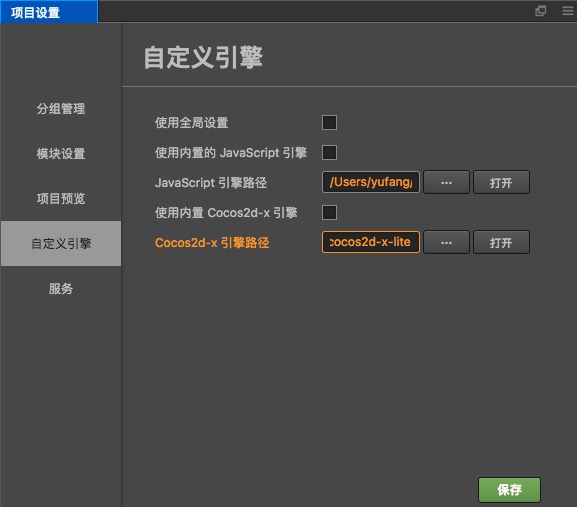 项目设置
自定义引擎
分组管理
模块设置
项目预览
自定义引擎
服务
使用全局设置
使用内置的 JavaScript 引擎
JavaScript 引擎路径 /Users/yufang/ ... 打开
使用内置 Cocos2d-x 引擎
Cocos2d-x 引擎路径 cocos2d-x-lite ... 打开
保存